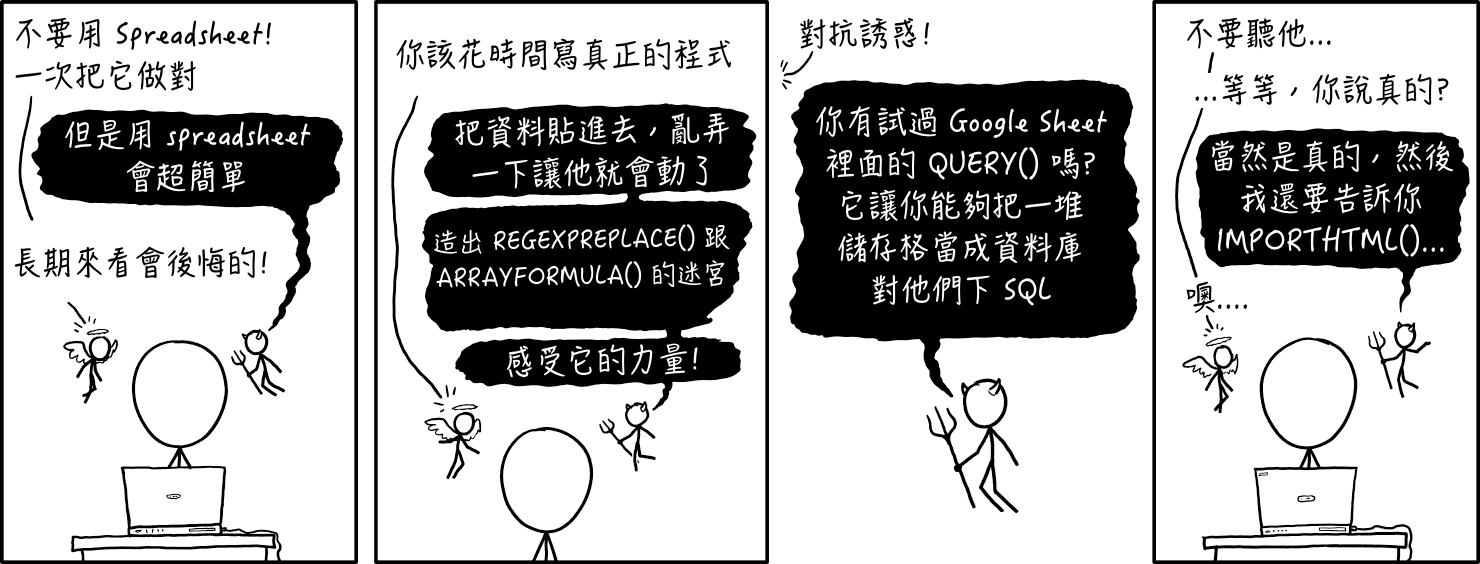 不要用 Spreadsheet!
一次把它做對
但是用 spreadsheet
會超簡單
長期來看會後悔的!
你該花時間寫真正的程式
把資料貼進去，亂弄
一下讓他就會動了
造出 REGEXPREPLACE() 跟
ARRAYFORMULA() 的迷宮
感受它的力量!
對抗誘惑!
你有試過 Google Sheet
裡面的 QUERY() 嗎?
它讓你能夠把一堆
儲存格當成資料庫
對他們下 SQL
不要聽他...
...等等，你說真的?
當然是真的，然後
我還要告訴你
IMPORTHTML()...
噢....